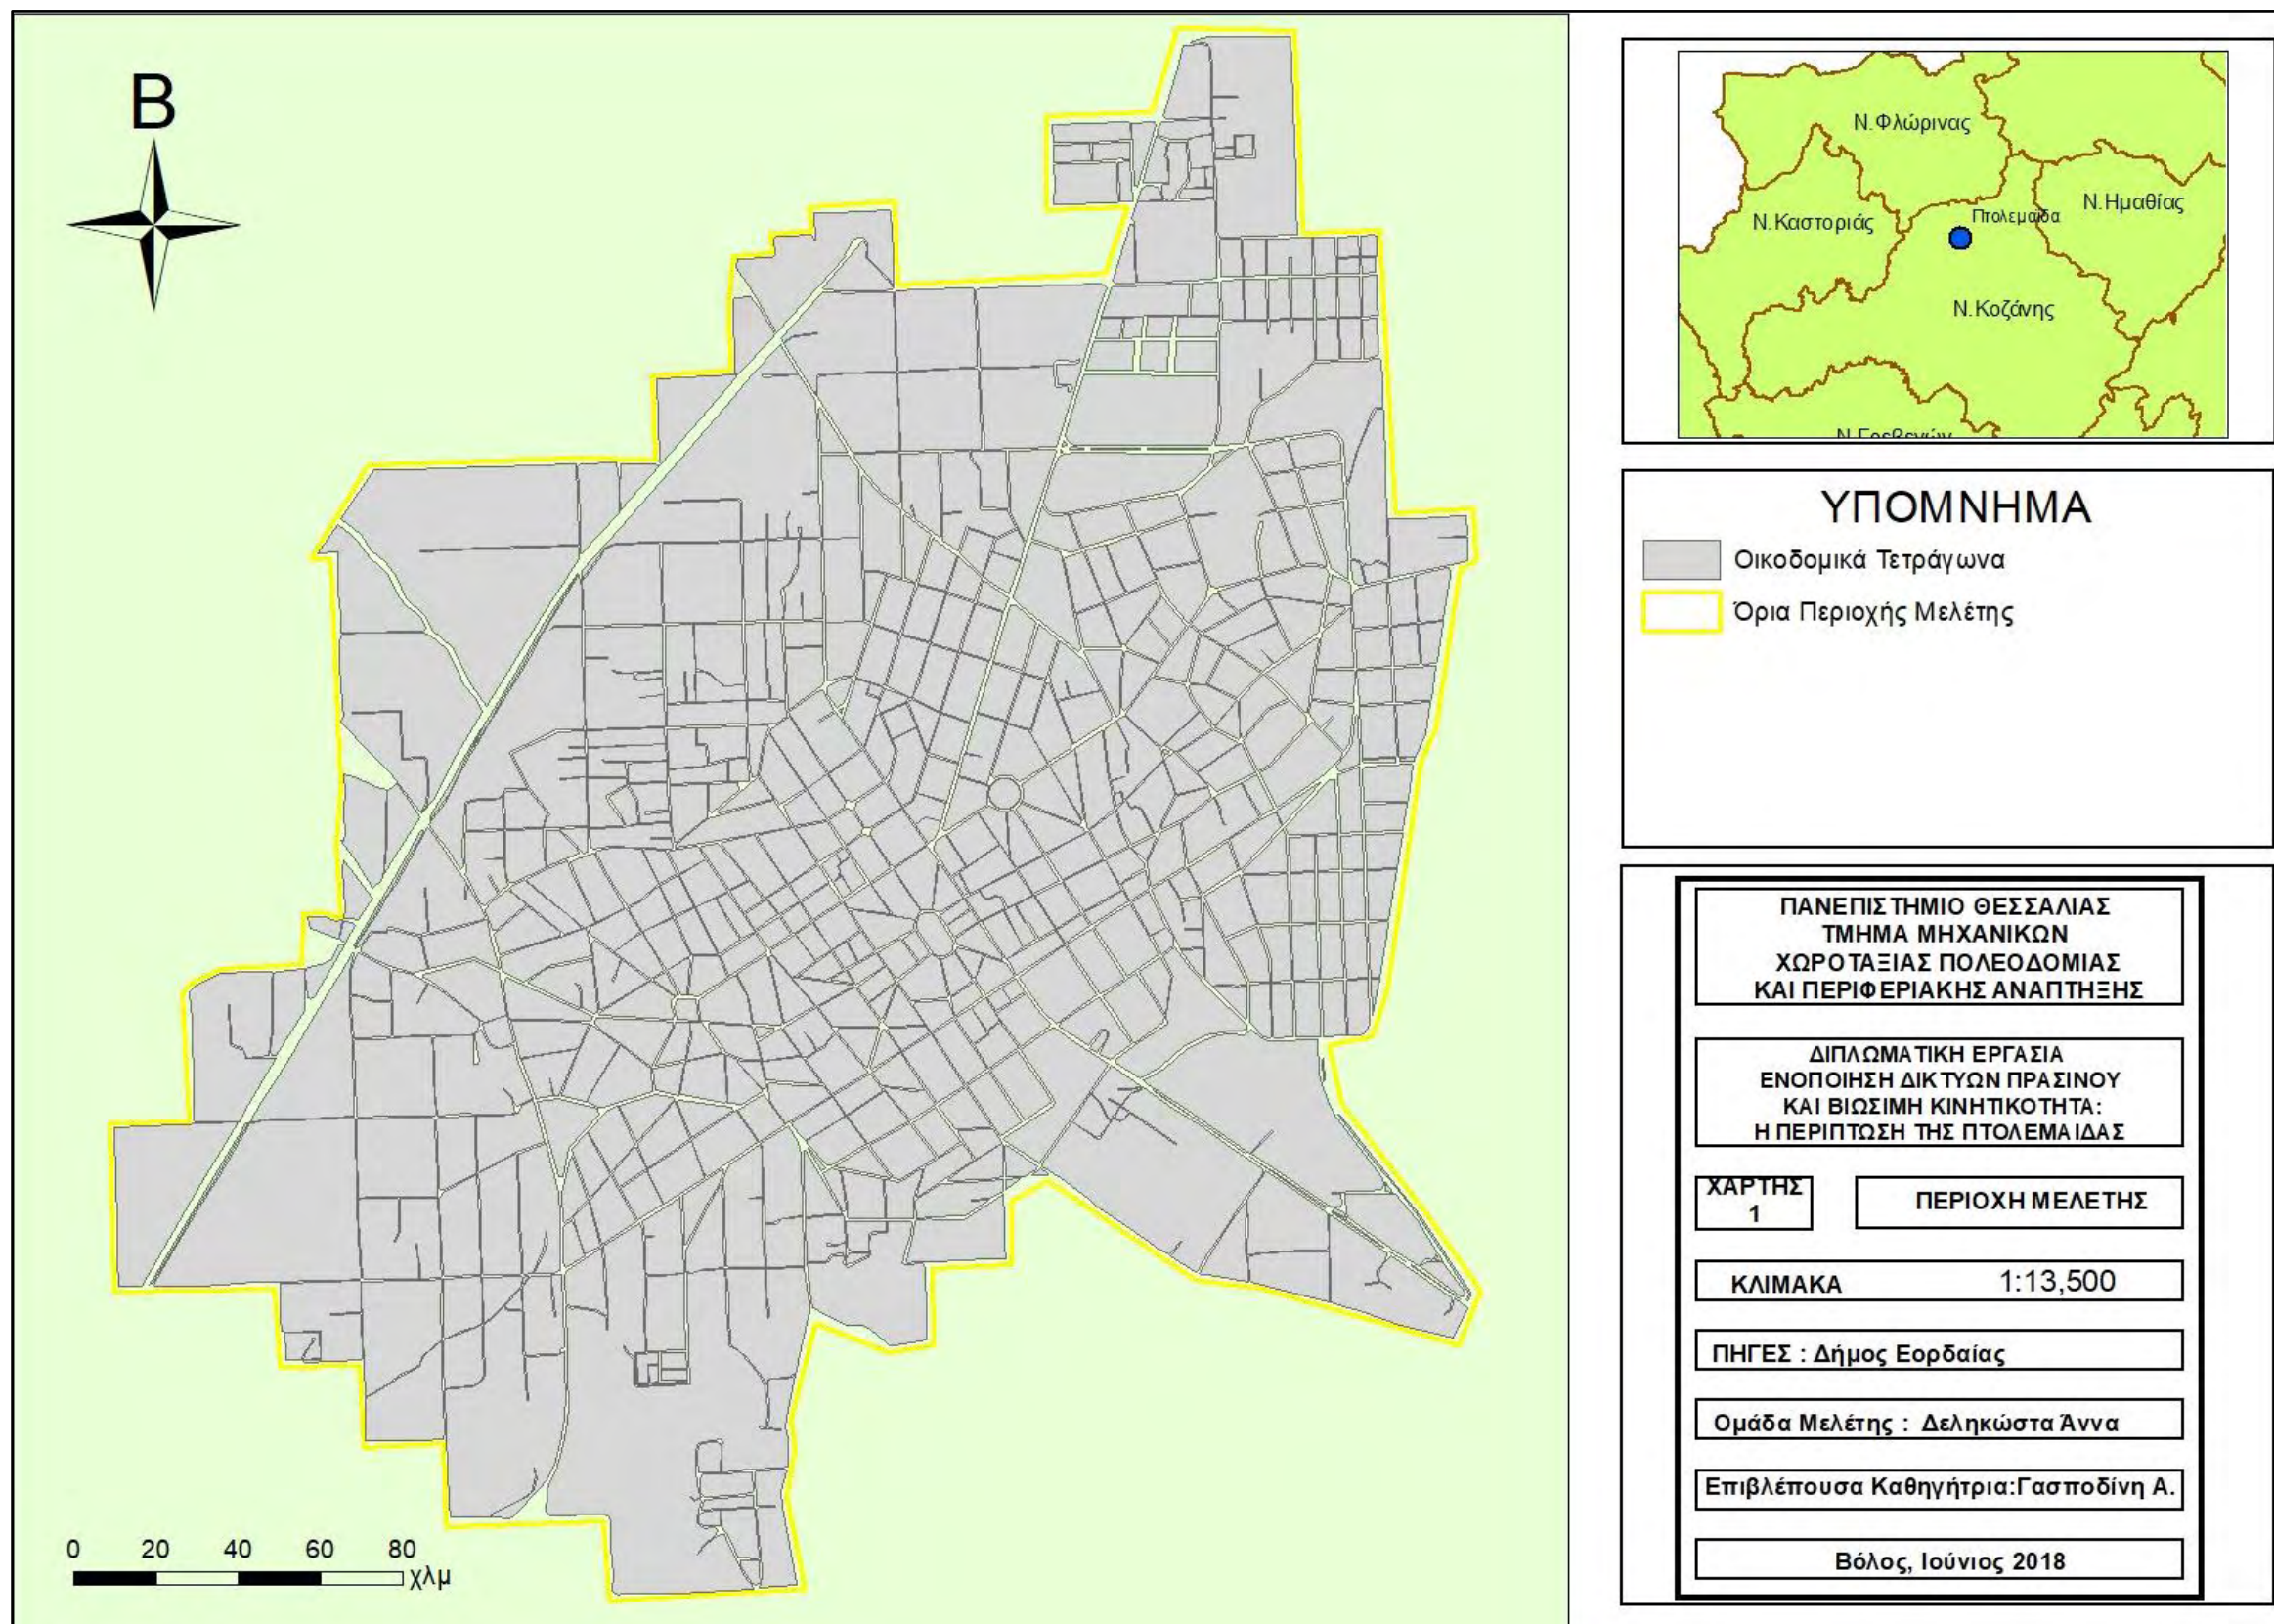 Β
0 20 40 60 80
χλμ
Ν.Φλώρινας
Ν.Καστοριάς
Πτολεμαϊδα
Ν.Ημαθίας
Ν.Κοζάνης
ΥΠΟΜΝΗΜΑ
Οικοδομικά Τετράγωνα
Όρια Περιοχής Μελέτης
ΠΑΝΕΠΙΣΤΗΜΙΟ ΘΕΣΣΑΛΙΑΣ
ΤΜΗΜΑ ΜΗΧΑΝΙΚΩΝ
ΧΩΡΟΤΑΞΙΑΣ ΠΟΛΕΟΔΟΜΙΑΣ
ΚΑΙ ΠΕΡΙΦΕΡΙΑΚΗΣ ΑΝΑΠΤΗΞΗΣ
ΔΙΠΛΩΜΑΤΙΚΗ ΕΡΓΑΣΙΑ
ΕΝΟΠΟΙΗΣΗ ΔΙΚΤΥΩΝ ΠΡΑΣΙΝΟΥ
ΚΑΙ ΒΙΩΣΙΜΗ ΚΙΝΗΤΙΚΟΤΗΤΑ:
Η ΠΕΡΙΠΤΩΣΗ ΤΗΣ ΠΤΟΛΕΜΑΙΔΑΣ
ΧΑΡΤΗΣ
1
ΠΕΡΙΟΧΗ ΜΕΛΕΤΗΣ
ΚΛΙΜΑΚΑ 1:13,500
ΠΗΓΕΣ : Δήμος Εορδαίας
Ομάδα Μελέτης : Δεληκώστα Άννα
Επιβλέπουσα Καθηγήτρια:Γασποδίνη Α.
Βόλος, Ιούνιος 2018